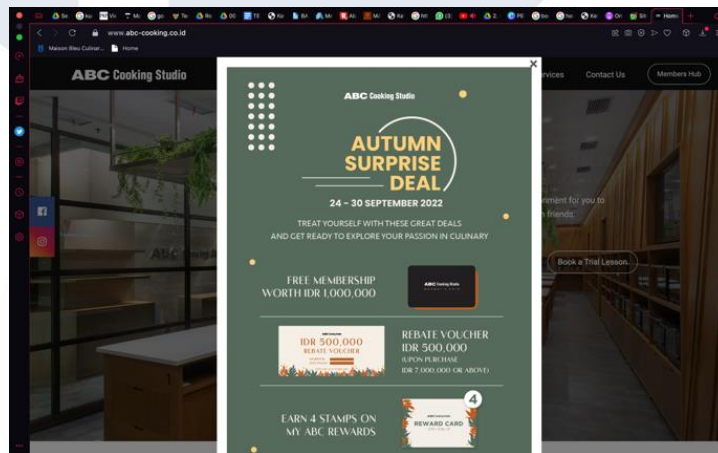 www.abc-cooking.co.id
Maison Bleu Culinar...
Home
ABC Cooking Studio
Contact Us
Members Hub
ABC Cooking Studio
AUTUMN
SURPRISE
DEAL
24 – 30 SEPTEMBER 2022
TREAT YOURSELF WITH THESE GREAT DEALS
AND GET READY TO EXPLORE YOUR PASSION IN CULINARY
FREE MEMBERSHIP
WORTH IDR 1,000,000
ABC Cooking Studio
IDR 500,000
REBATE VOUCHER
REBATE VOUCHER
IDR 500,000
(UPON PURCHASE
IDR 7,000,000 OR ABOVE)
EARN 4 STAMPS ON
MY ABC REWARDS
4
REWARD CARD
Book a Trial Lesson